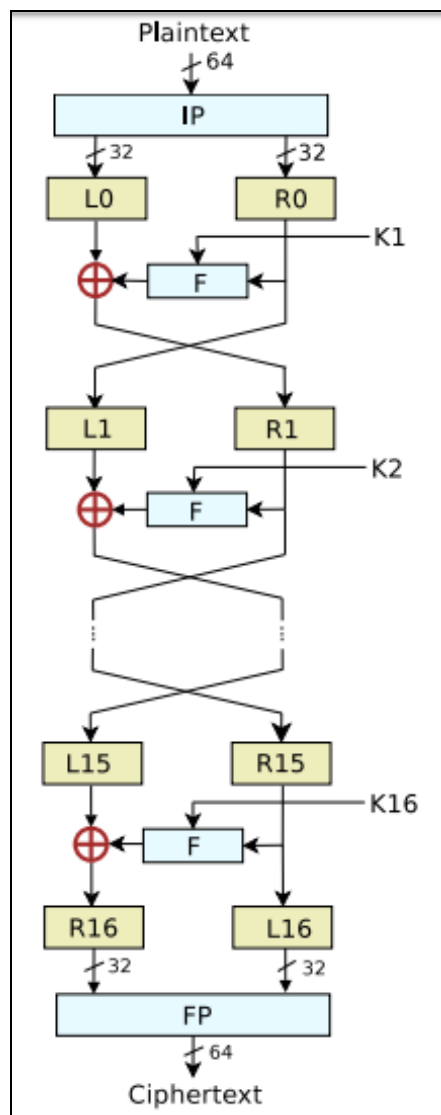 Plaintext
64
IP
32 32
L0 R0
K1
F
L1 R1
K2
F
L15 R15
K16
F
R16 L16
32 32
FP
64
Ciphertext